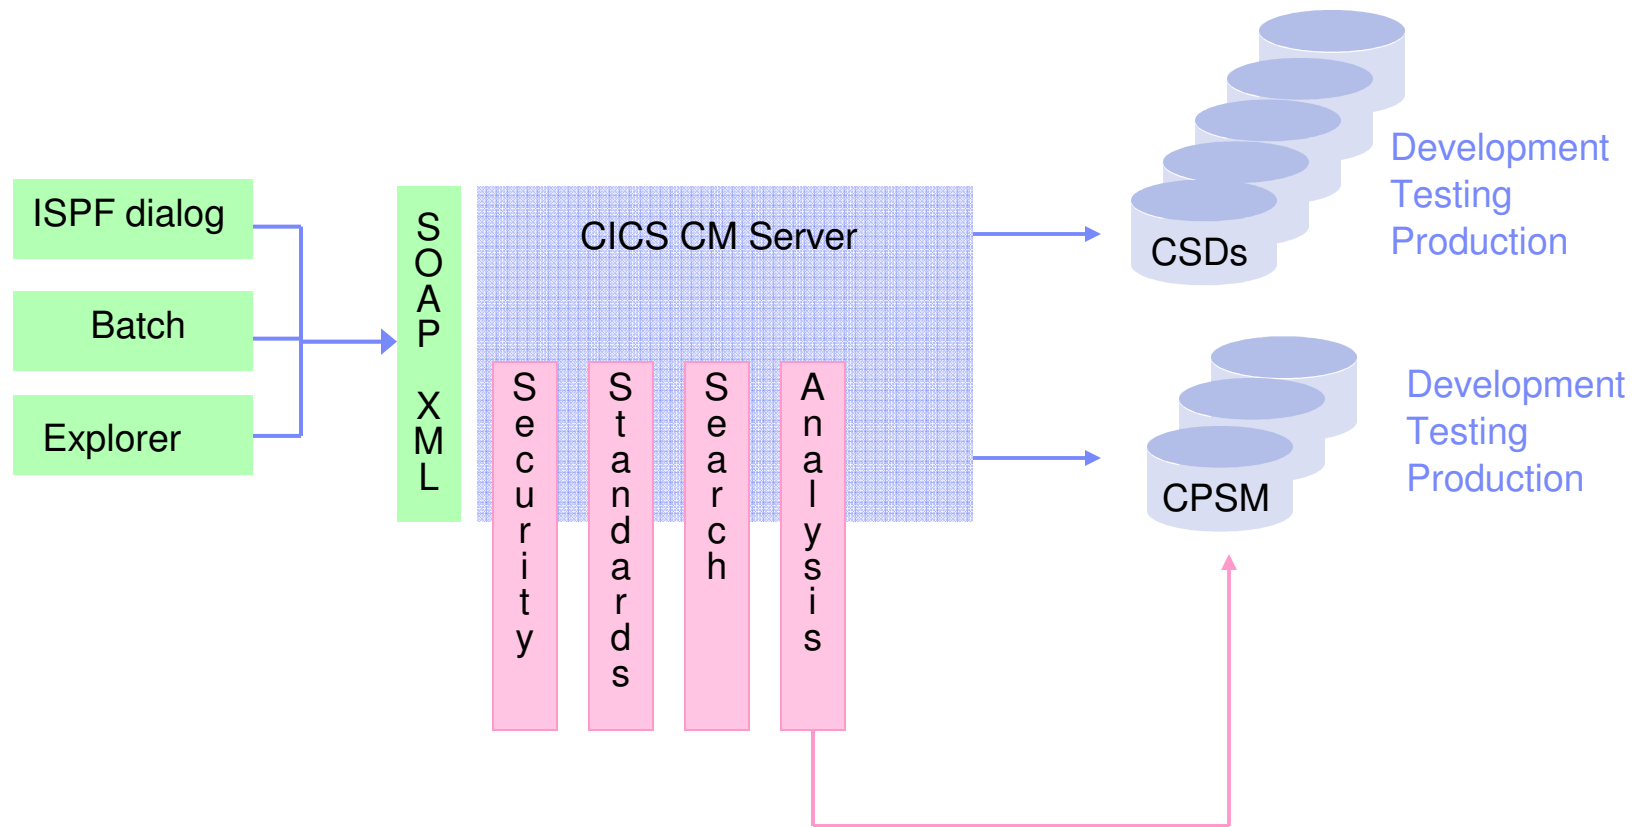 ISPF dialog
Batch
Explorer
SOAP XML
CICS CM Server
Security
Standards
Search
Analysis
CSDs
Development
Testing
Production
CPSM
Development
Testing
Production